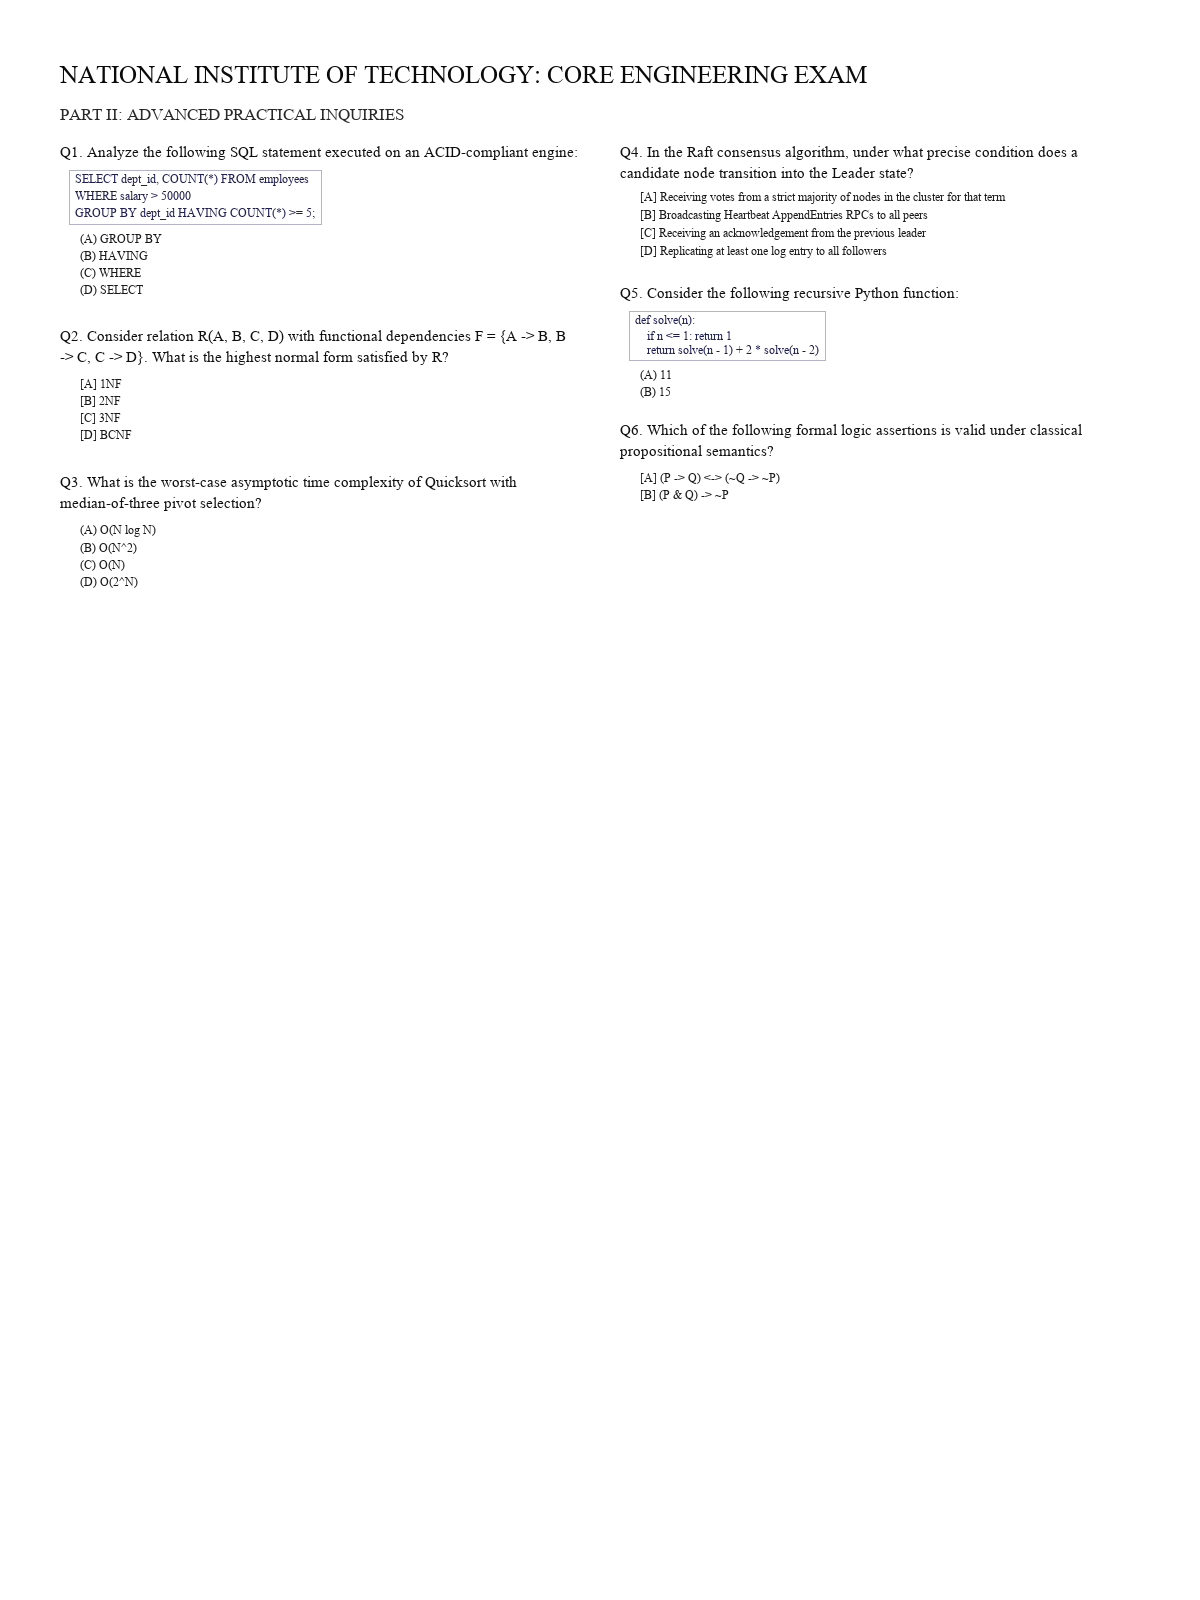 NATIONAL INSTITUTE OF TECHNOLOGY: CORE ENGINEERING EXAM
PART II: ADVANCED PRACTICAL INQUIRIES
Q1. Analyze the following SQL statement executed on an ACID-compliant engine:
SELECT dept_id, COUNT(*) FROM employees
WHERE salary > 50000
GROUP BY dept_id HAVING COUNT(*) >= 5;
(A) GROUP BY
(B) HAVING
(C) WHERE
(D) SELECT
Q2. Consider relation R(A, B, C, D) with functional dependencies F = {A -> B, B
-> C, C -> D}. What is the highest normal form satisfied by R?
[A] 1NF
[B] 2NF
[C] 3NF
[D] BCNF
Q3. What is the worst-case asymptotic time complexity of Quicksort with
median-of-three pivot selection?
(A) O(N log N)
(B) O(N^2)
(C) O(N)
(D) O(2^N)
Q4. In the Raft consensus algorithm, under what precise condition does a
candidate node transition into the Leader state?
[A] Receiving votes from a strict majority of nodes in the cluster for that term
[B] Broadcasting Heartbeat AppendEntries RPCs to all peers
[C] Receiving an acknowledgement from the previous leader
[D] Replicating at least one log entry to all followers
Q5. Consider the following recursive Python function:
def solve(n):
    if n <= 1: return 1
    return solve(n - 1) + 2 * solve(n - 2)
(A) 11
(B) 15
Q6. Which of the following formal logic assertions is valid under classical
propositional semantics?
[A] (P -> Q) <-> (~Q -> ~P)
[B] (P & Q) -> ~P